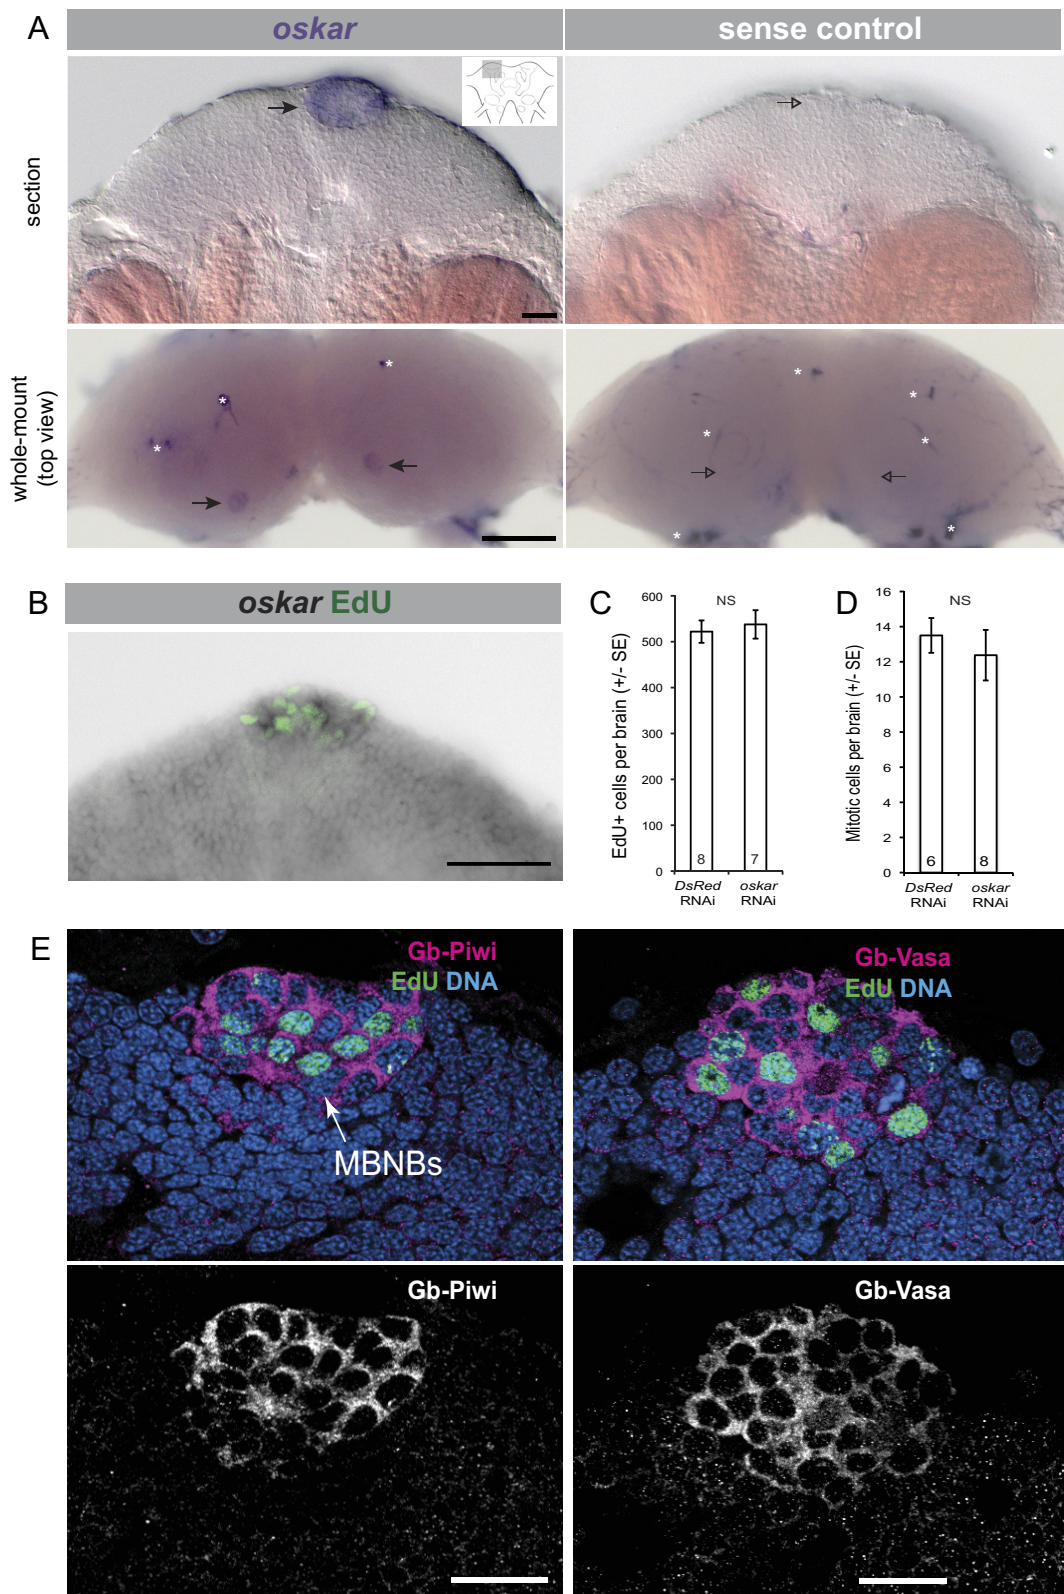 A
oskar
sense control
section
whole-mount
(top view)
*
*
*
*
*
*
*
*
*
B
oskar EdU
C
EdU+ cells per brain (+/- SE)
600
500
400
300
200
100
0
NS
8
7
DsRed
RNAi
oskar
RNAi
D
Mitotic cells per brain (+/- SE)
16
14
12
10
8
6
4
2
0
NS
6
8
DsRed
RNAi
oskar
RNAi
E
Gb-Piwi
EdU DNA
MBNBs
Gb-Vasa
EdU DNA
Gb-Piwi
Gb-Vasa